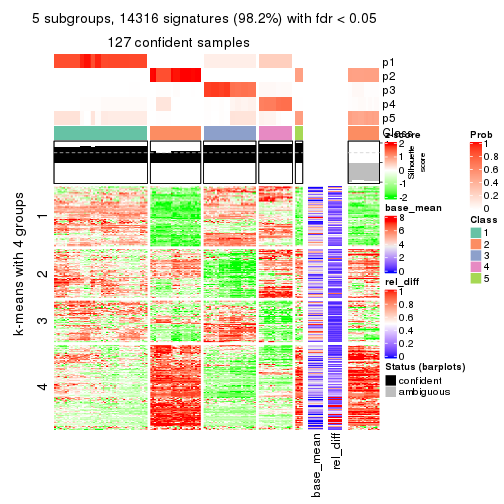 5 subgroups, 14316 signatures (98.2%) with fdr < 0.05
127 confident samples
p1
p2
p3
p4
p5
Class
Silhouette
score
k-means with 4 groups
1
2
3
4
base_mean
rel_diff
z-score
2
1
0
-1
-2
base_mean
8
6
4
2
0
rel_diff
1
0.8
0.6
0.4
0.2
0
Status (barplots)
confident
ambiguous
Prob
1
0.8
0.6
0.4
0.2
0
Class
1
2
3
4
5